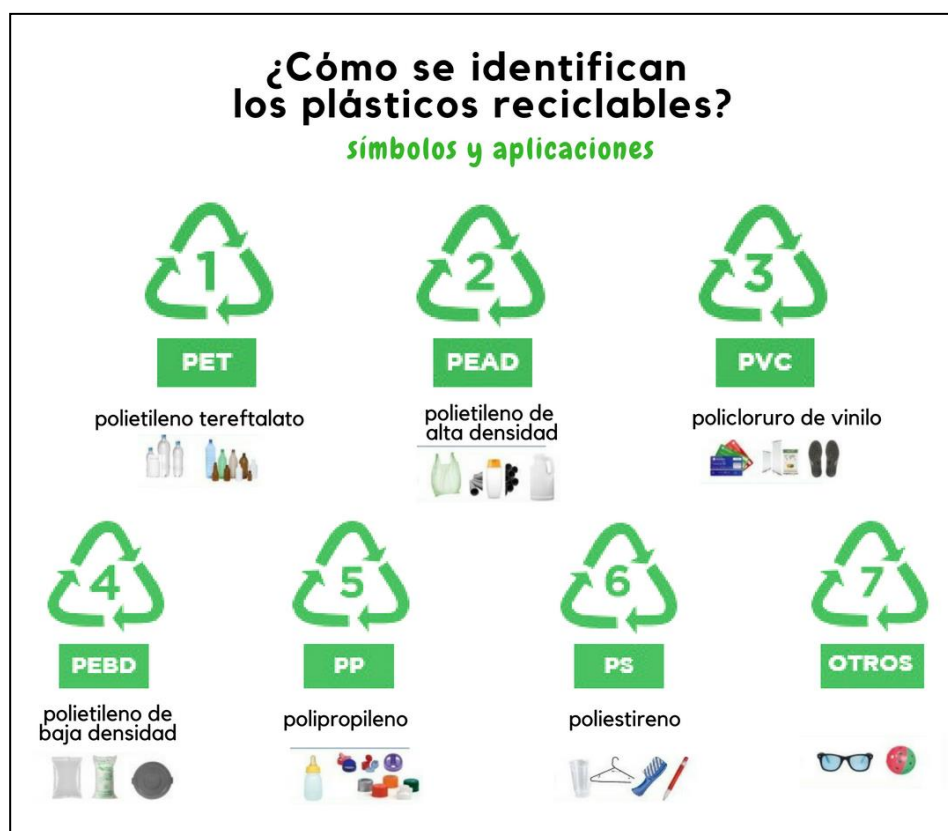 ¿Cómo se identifican
los plásticos reciclables?
símbolos y aplicaciones
1
PET
polietileno tereftalato
2
PEAD
polietileno de
alta densidad
3
PVC
policloruro de vinilo
4
PEBD
polietileno de
baja densidad
5
PP
polipropileno
6
PS
poliestireno
7
OTROS